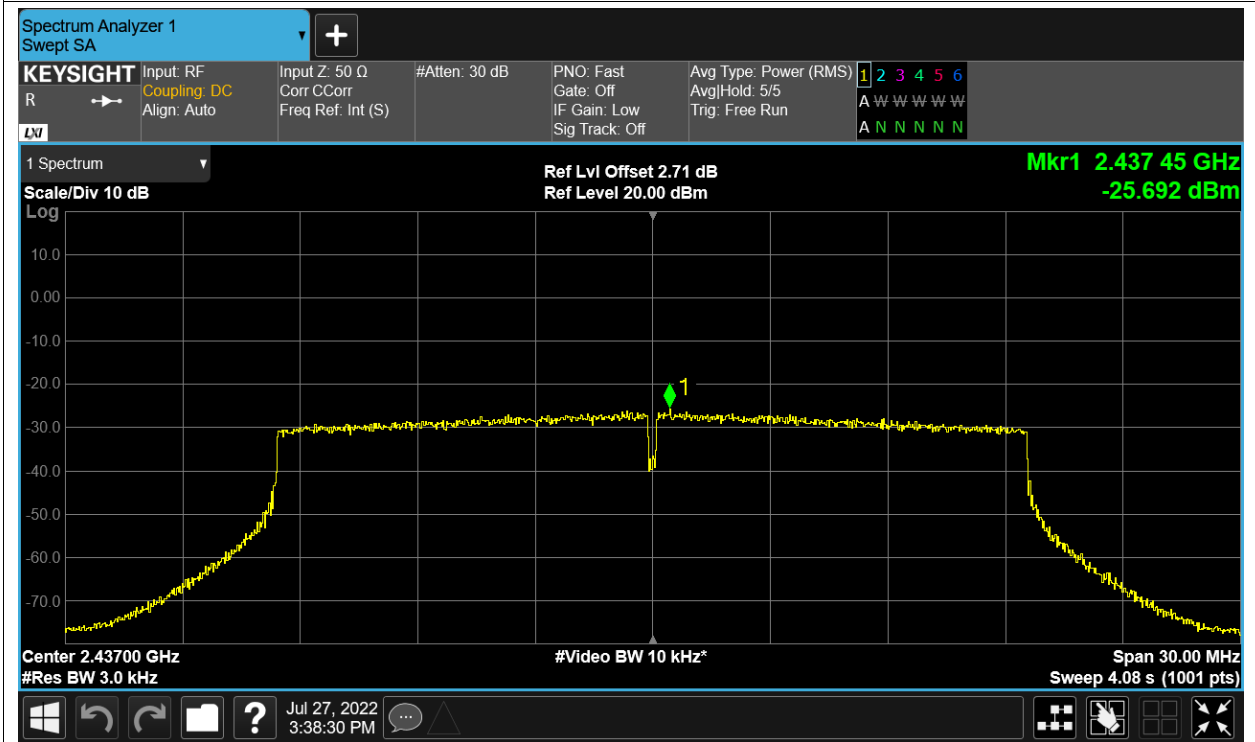 Spectrum Analyzer 1
Swept SA
+
KEYSIGHT
R
LXI
Input: RF
Coupling: DC
Align: Auto
Input Z: 50 Ω
Corr CCorr
Freq Ref: Int (S)
#Atten: 30 dB
PNO: Fast
Gate: Off
IF Gain: Low
Sig Track: Off
Avg Type: Power (RMS)
Avg|Hold: 5/5
Trig: Free Run
1 2 3 4 5 6
A W W W W W
A N N N N N
1 Spectrum
Scale/Div 10 dB
Ref Lvl Offset 2.71 dB
Ref Level 20.00 dBm
Mkr1 2.437 45 GHz
-25.692 dBm
Log
10.0
0.00
-10.0
-20.0
-30.0
-40.0
-50.0
-60.0
-70.0
1
Center 2.43700 GHz
#Res BW 3.0 kHz
#Video BW 10 kHz*
Span 30.00 MHz
Sweep 4.08 s (1001 pts)
?
Jul 27, 2022
3:38:30 PM